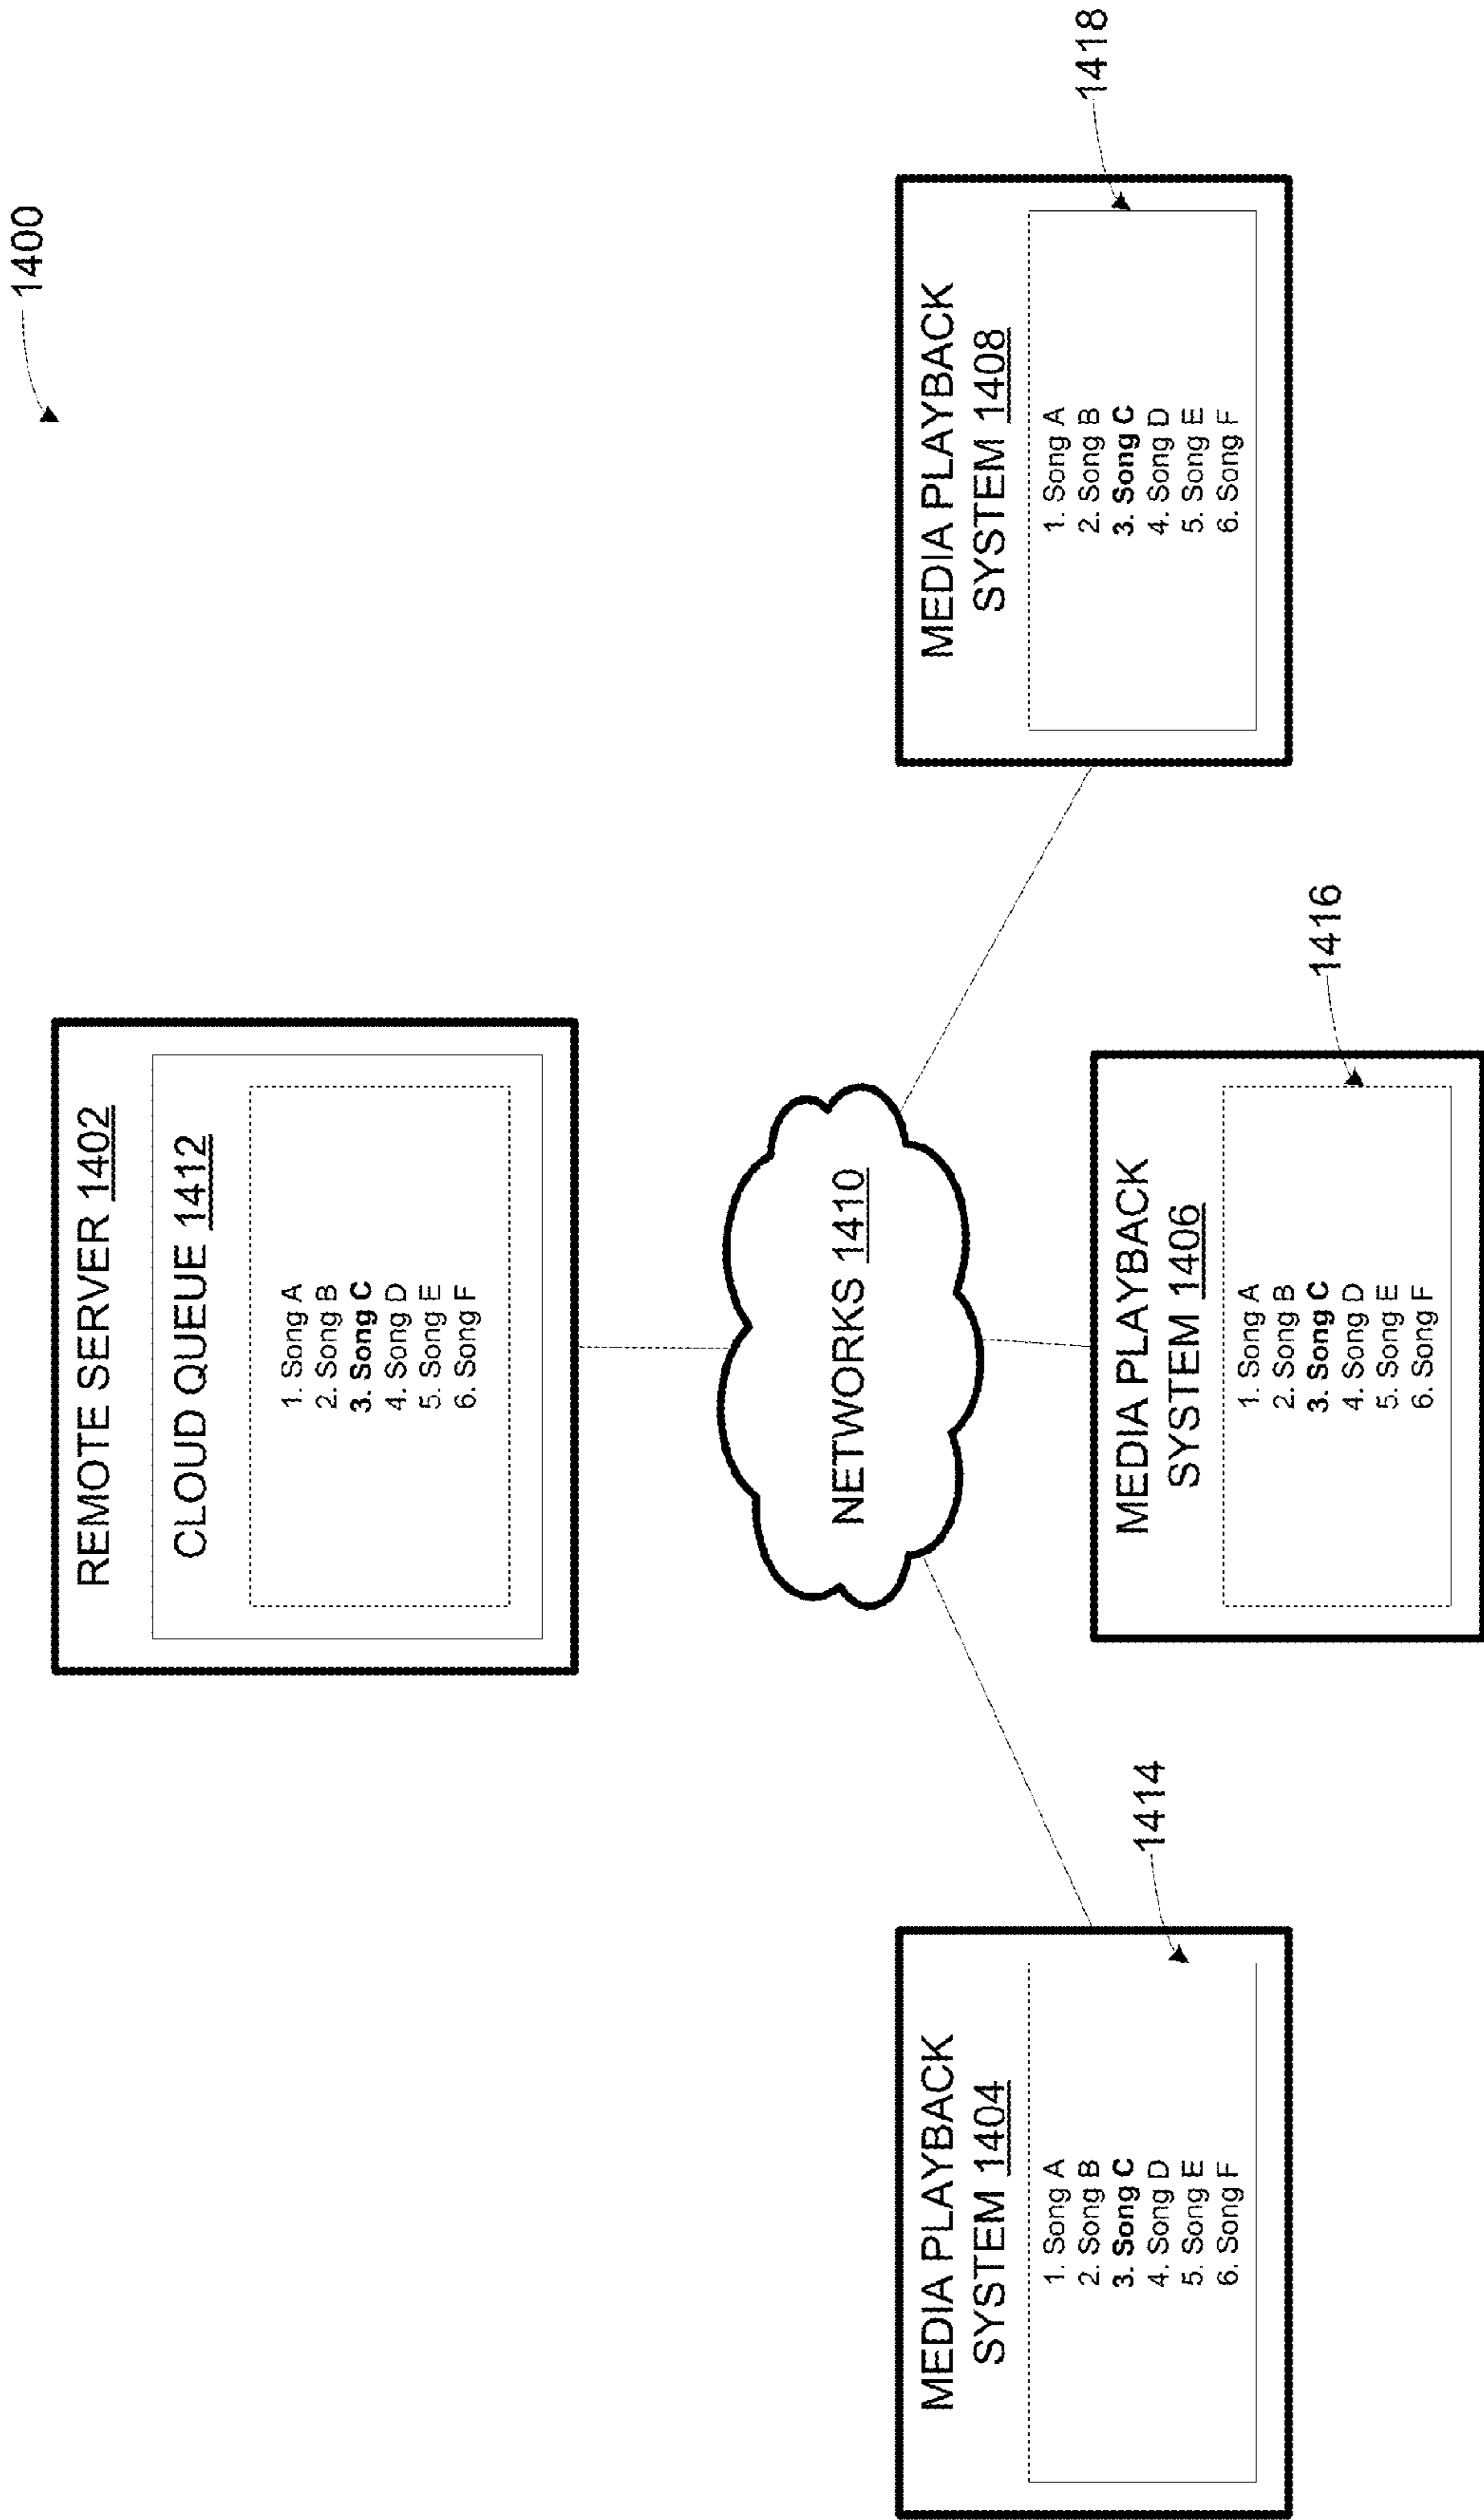 1400
REMOTE SERVER 1402
CLOUD QUEUE 1412
1. Song A
2. Song B
3. Song C
4. Song D
5. Song E
6. Song F
NETWORKS 1410
MEDIA PLAYBACK
SYSTEM 1404
1. Song A
2. Song B
3. Song C
4. Song D
5. Song E
6. Song F
1414
MEDIA PLAYBACK
SYSTEM 1406
1. Song A
2. Song B
3. Song C
4. Song D
5. Song E
6. Song F
1416
MEDIA PLAYBACK
SYSTEM 1408
1. Song A
2. Song B
3. Song C
4. Song D
5. Song E
6. Song F
1418